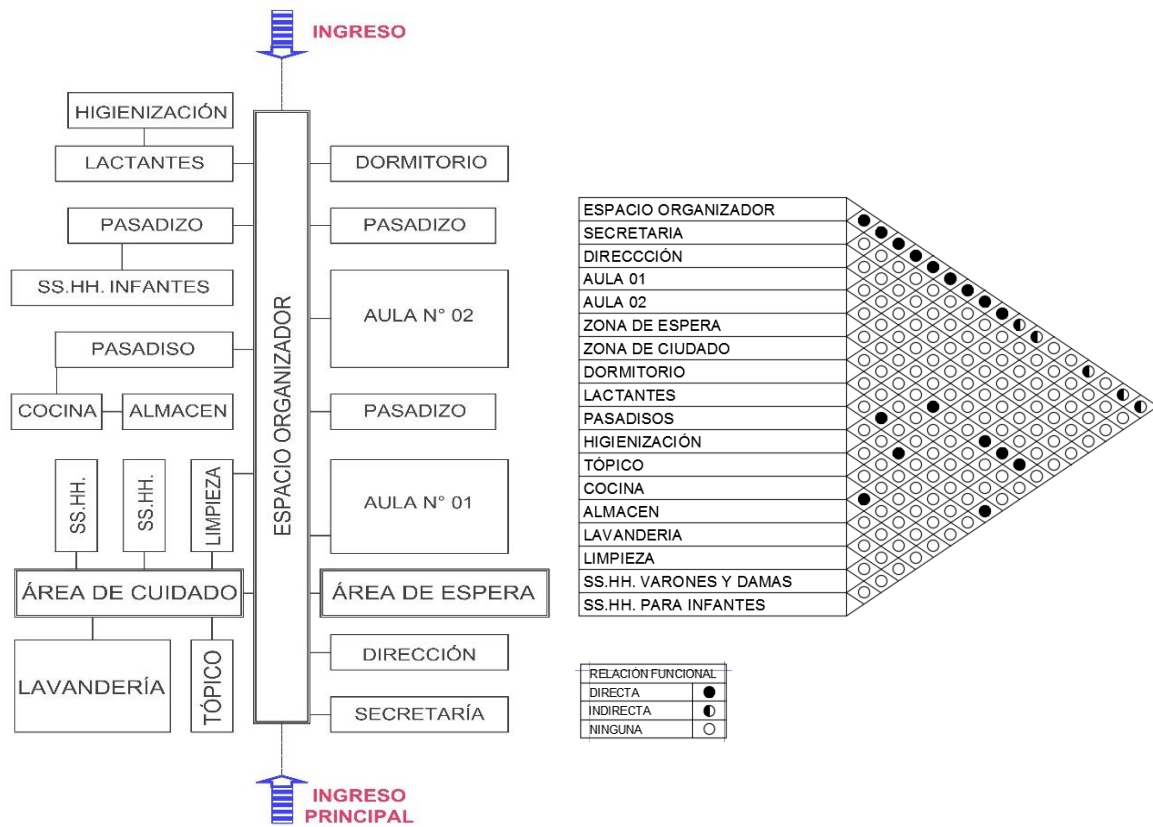 INGRESO
HIGIENIZACIÓN
LACTANTES
DORMITORIO
PASADIZO
PASADIZO
SS.HH. INFANTES
AULA N° 02
PASADISO
COCINA
ALMACEN
PASADIZO
ESPACIO ORGANIZADOR
SS.HH.
SS.HH.
LIMPIEZA
AULA N° 01
ÁREA DE CUIDADO
ÁREA DE ESPERA
LAVANDERÍA
TÓPICO
DIRECCIÓN
SECRETARÍA
INGRESO
PRINCIPAL
ESPACIO ORGANIZADOR
SECRETARIA
DIRECCCIÓN
AULA 01
AULA 02
ZONA DE ESPERA
ZONA DE CIUDADO
DORMITORIO
LACTANTES
PASADISOS
HIGIENIZACIÓN
TÓPICO
COCINA
ALMACEN
LAVANDERIA
LIMPIEZA
SS.HH. VARONES Y DAMAS
SS.HH. PARA INFANTES
RELACIÓN FUNCIONAL
DIRECTA
INDIRECTA
NINGUNA